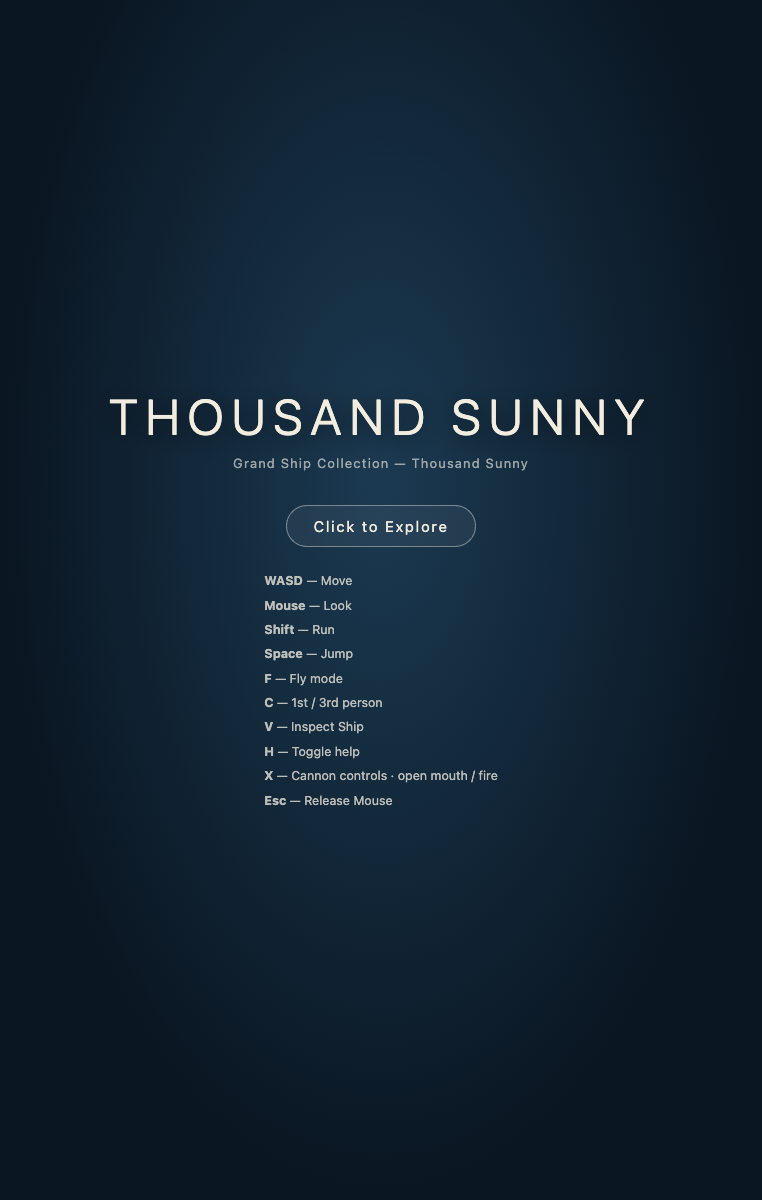 THOUSAND SUNNY
Grand Ship Collection — Thousand Sunny
Click to Explore
WASD — Move
Mouse — Look
Shift — Run
Space — Jump
F — Fly mode
C — 1st / 3rd person
V — Inspect Ship
H — Toggle help
X — Cannon controls · open mouth / fire
Esc — Release Mouse